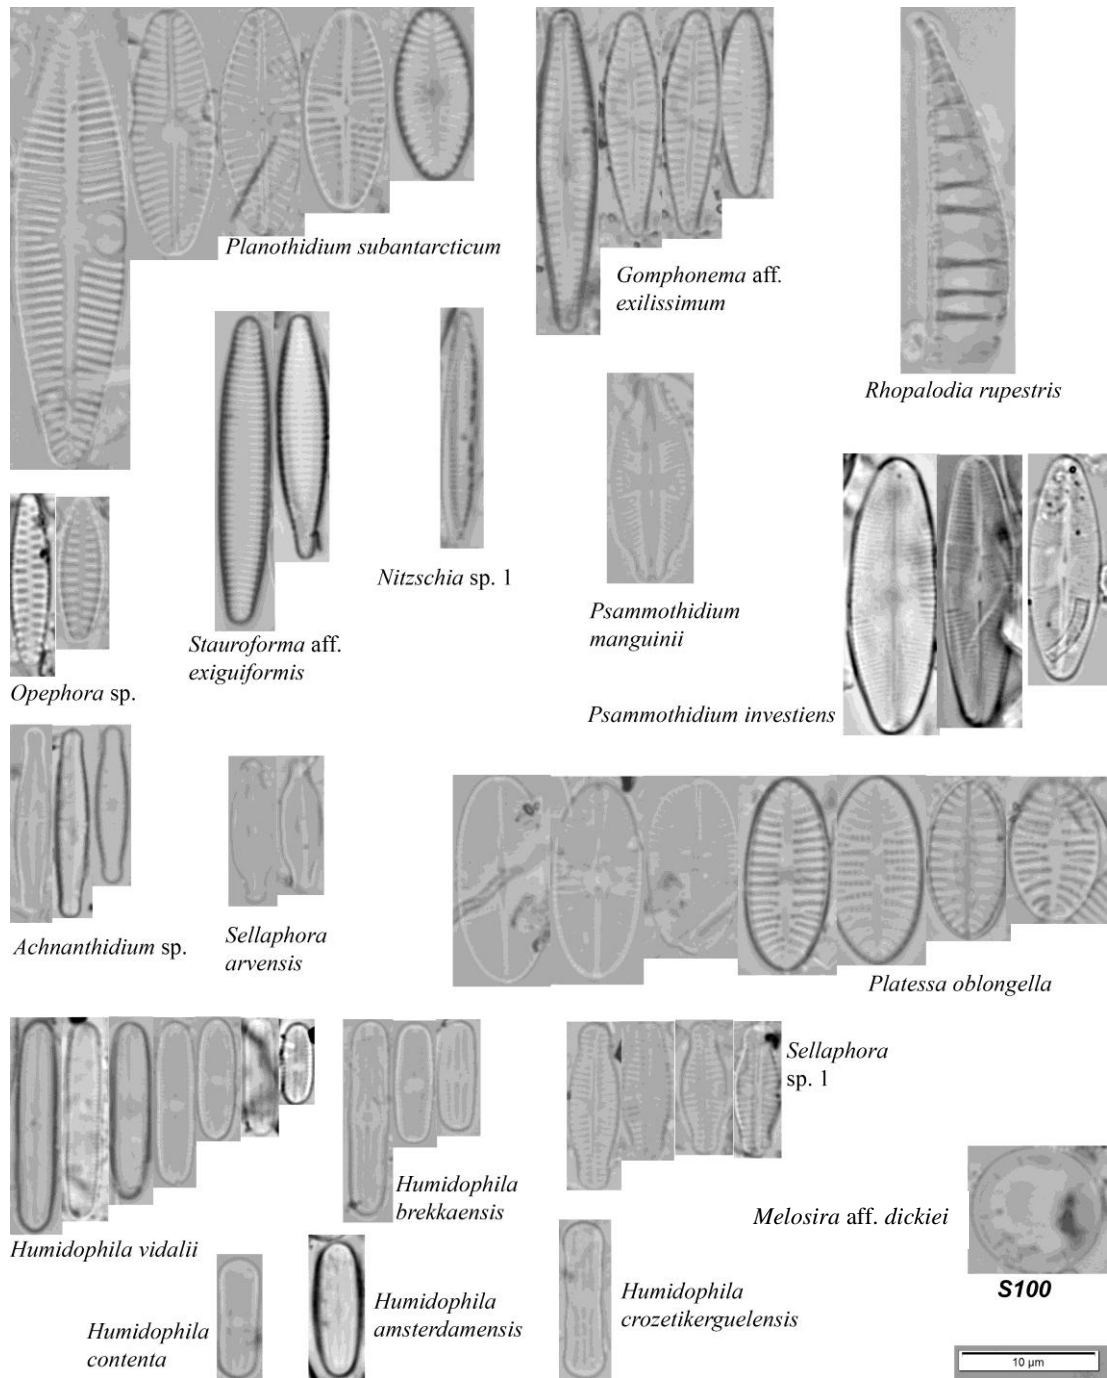 Planothidium subantarcticum
Gomphonema aff.
exilissimum
Rhopalodia rupestris
Nitzschia sp. 1
Stauroforma aff.
exiguiformis
Psammothidium
manguinii
Opephora sp.
Psammothidium investiens
Achnanthidium sp.
Sellaphora
arvensis
Platessa oblongella
Sellaphora
sp. 1
Humidophila
brekkaensis
Melosira aff. dickiei
Humidophila vidalii
S100
Humidophila
contenta
Humidophila
amsterdamensis
Humidophila
crozetikerguelensis
10 µm